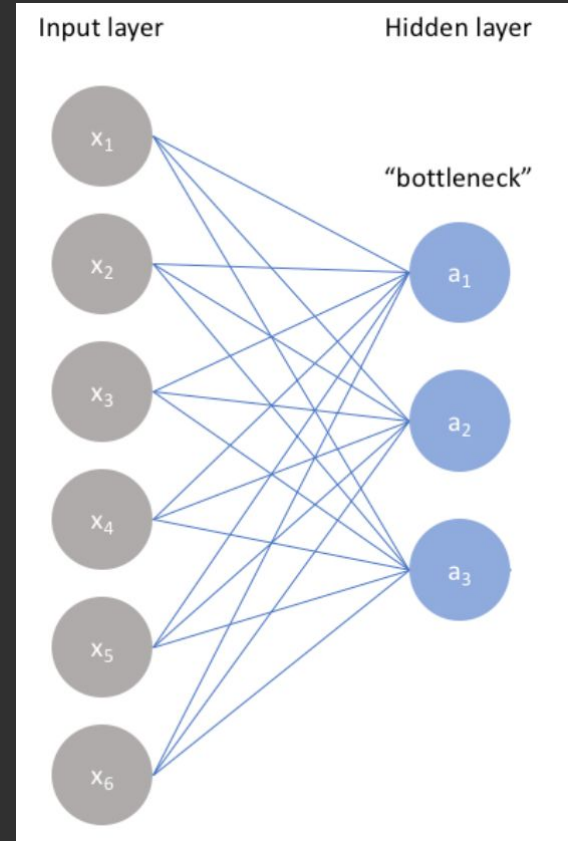 Input layer
Hidden layer
“bottleneck”
x₁
x₂
x₃
x₄
x₅
x₆
a₁
a₂
a₃